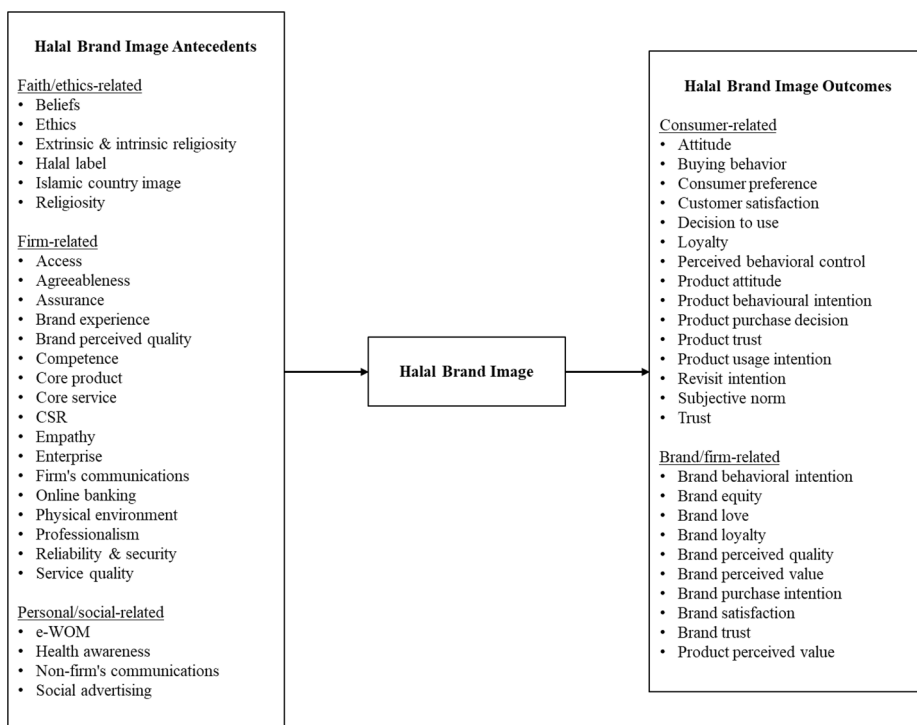 Halal Brand Image Antecedents
Faith/ethics-related
• Beliefs
• Ethics
• Extrinsic & intrinsic religiosity
• Halal label
• Islamic country image
• Religiosity
Firm-related
• Access
• Agreeableness
• Assurance
• Brand experience
• Brand perceived quality
• Competence
• Core product
• Core service
• CSR
• Empathy
• Enterprise
• Firm's communications
• Online banking
• Physical environment
• Professionalism
• Reliability & security
• Service quality
Personal/social-related
• e-WOM
• Health awareness
• Non-firm's communications
• Social advertising
Halal Brand Image
Halal Brand Image Outcomes
Consumer-related
• Attitude
• Buying behavior
• Consumer preference
• Customer satisfaction
• Decision to use
• Loyalty
• Perceived behavioral control
• Product attitude
• Product behavioural intention
• Product purchase decision
• Product trust
• Product usage intention
• Revisit intention
• Subjective norm
• Trust
Brand/firm-related
• Brand behavioral intention
• Brand equity
• Brand love
• Brand loyalty
• Brand perceived quality
• Brand perceived value
• Brand purchase intention
• Brand satisfaction
• Brand trust
• Product perceived value